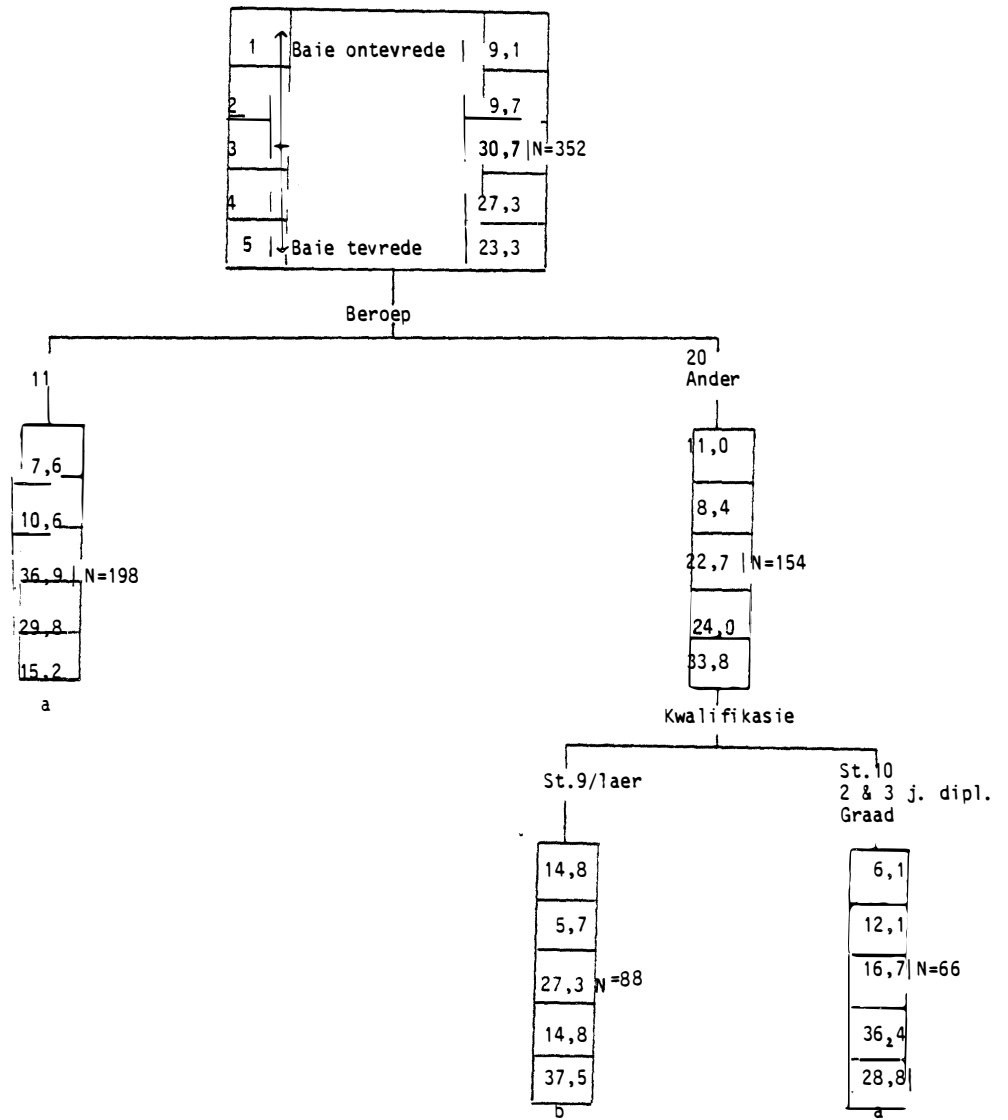 1 Baie ontevrede 9,1
2 9,7
3 30,7 N=352
4 27,3
5 Baie tevrede 23,3
Beroep
11
20
Ander
7,6
10,6
36,9 N=198
29,8
15,2
a
11,0
8,4
22,7 N=154
24,0
33,8
Kwalifikasie
St.9/laer
St.10
2 & 3 j. dipl.
Graad
14,8
5,7
27,3 N=88
14,8
37,5
b
6,1
12,1
16,7 N=66
36,4
28,8
a